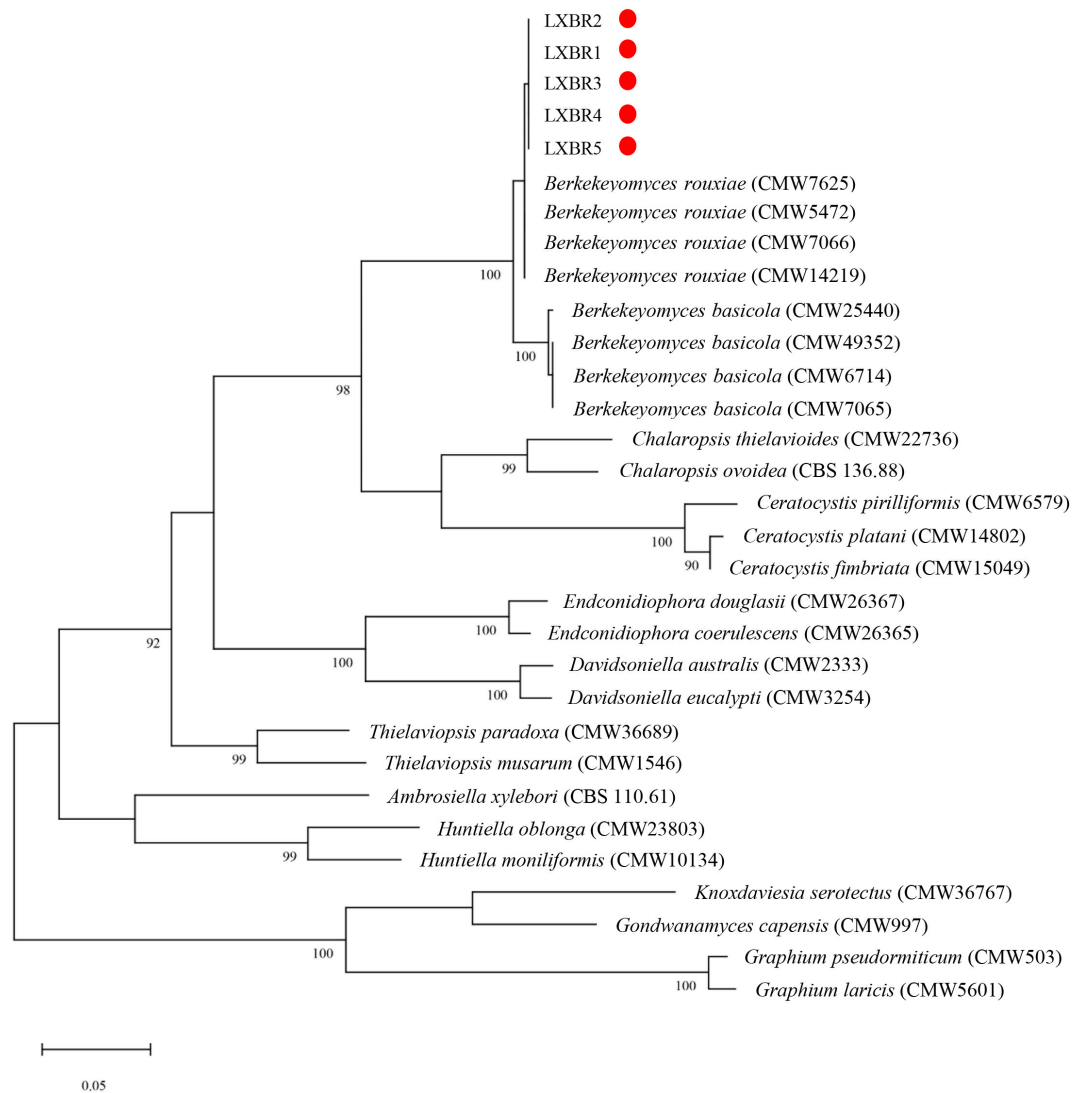 LXBR2
LXBR1
LXBR3
LXBR4
LXBR5
Berkekeyomyces rouxiae (CMW7625)
Berkekeyomyces rouxiae (CMW5472)
Berkekeyomyces rouxiae (CMW7066)
100
Berkekeyomyces rouxiae (CMW14219)
Berkekeyomyces basicola (CMW25440)
Berkekeyomyces basicola (CMW49352)
100
Berkekeyomyces basicola (CMW6714)
98
Berkekeyomyces basicola (CMW7065)
Chalaropsis thielavioides (CMW22736)
99
Chalaropsis ovoidea (CBS 136.88)
Ceratocystis pirilliformis (CMW6579)
Ceratocystis platani (CMW14802)
100
90
Ceratocystis fimbriata (CMW15049)
Endconidiophora douglasii (CMW26367)
100
Endconidiophora coerulescens (CMW26365)
92
100
Davidsoniella australis (CMW2333)
100
Davidsoniella eucalypti (CMW3254)
Thielaviopsis paradoxa (CMW36689)
99
Thielaviopsis musarum (CMW1546)
Ambrosiella xylebori (CBS 110.61)
Huntiella oblonga (CMW23803)
99
Huntiella moniliformis (CMW10134)
Knoxdaviesia serotectus (CMW36767)
Gondwanamyces capensis (CMW997)
100
Graphium pseudormiticum (CMW503)
100
Graphium laricis (CMW5601)
0.05